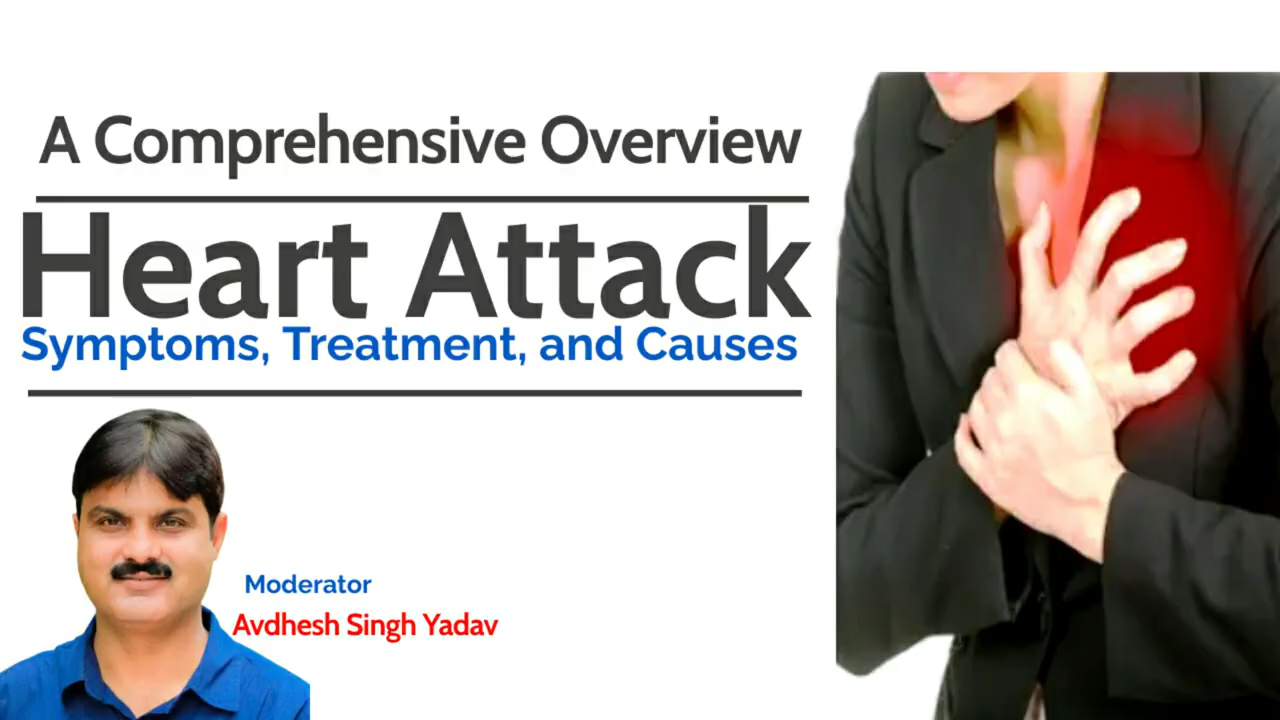 A Comprehensive Overview
Heart Attack
Symptoms, Treatment, and Causes
Moderator
Avdhesh Singh Yadav